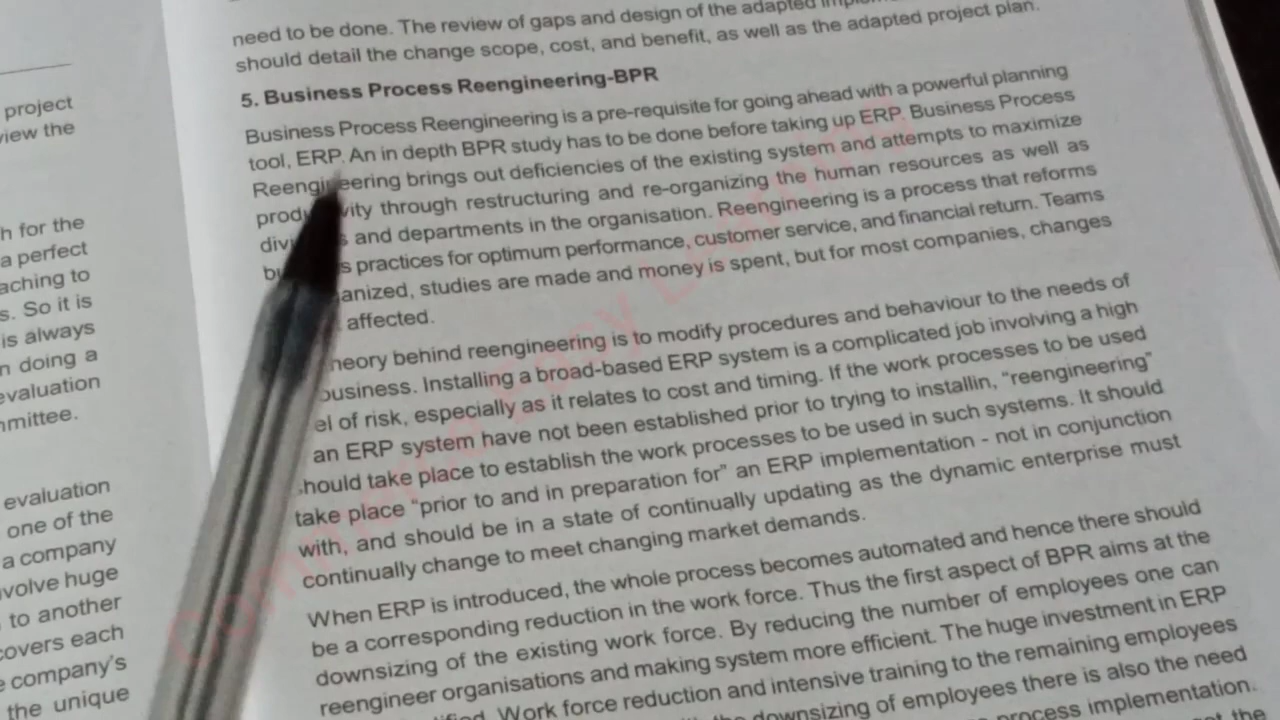 project
view the
h for the
a perfect
aching to
s. So it is
is always
n doing a
evaluation
mmittee.
evaluation
one of the
a company
nvolve huge
to another
covers each
e company's
the unique
need to be done. The review of gaps and design of the adapted
should detail the change scope, cost, and benefit, as well as the adapted project plan.
5. Business Process Reengineering-BPR
Business Process Reengineering is a pre-requisite for going ahead with a powerful planning
tool, ERP. An in depth BPR study has to be done before taking up ERP. Business Process
Reengineering brings out deficiencies of the existing system and attempts to maximize
prod vity through restructuring and re-organizing the human resources as well as
divi s and departments in the organisation. Reengineering is a process that reforms
bu s practices for optimum performance, customer service, and financial return. Teams
anized, studies are made and money is spent, but for most companies, changes
affected.
heory behind reengineering is to modify procedures and behaviour to the needs of
business. Installing a broad-based ERP system is a complicated job involving a high
el of risk, especially as it relates to cost and timing. If the work processes to be used
an ERP system have not been established prior to trying to installin, "reengineering"
hould take place to establish the work processes to be used in such systems. It should
take place "prior to and in preparation for" an ERP implementation - not in conjunction
with, and should be in a state of continually updating as the dynamic enterprise must
continually change to meet changing market demands.
When ERP is introduced, the whole process becomes automated and hence there should
be a corresponding reduction in the work force. Thus the first aspect of BPR aims at the
downsizing of the existing work force. By reducing the number of employees one can
reengineer organisations and making system more efficient. The huge investment in ERP
Work force reduction and intensive training to the remaining employees
downsizing of employees there is also the need
process implementation.
the
Commerce Easy Learning